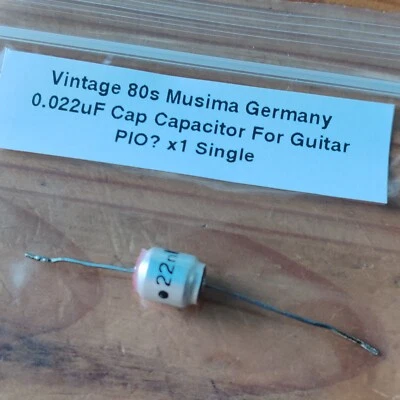 Vintage 80s Musima Germany
0.022uF Cap Capacitor For Guitar
PIO? x1 Single
22n